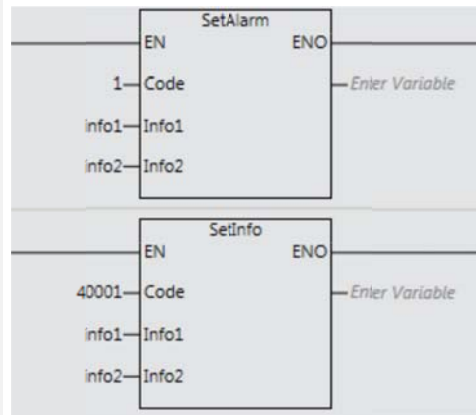 SetAlarm
EN ENO
1 Code Enter Variable
info1 Info1
info2 Info2
SetInfo
EN ENO
40001 Code Enter Variable
info1 Info1
info2 Info2